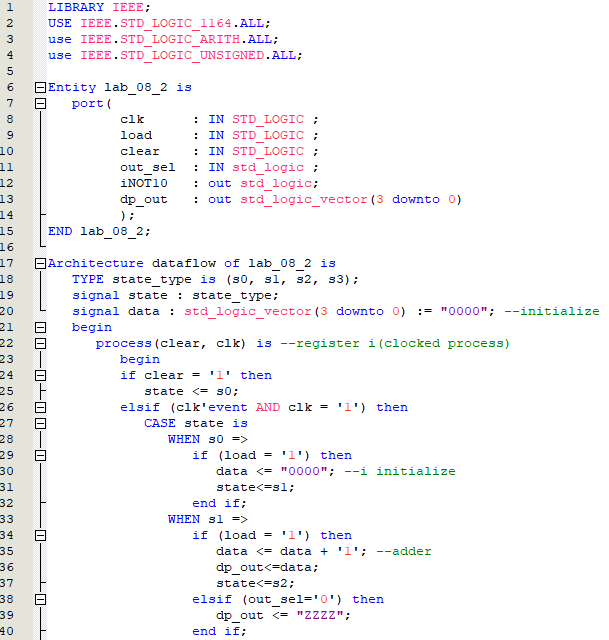 1 LIBRARY IEEE;
2 USE IEEE.STD_LOGIC_1164.ALL;
3 use IEEE.STD_LOGIC_ARITH.ALL;
4 use IEEE.STD_LOGIC_UNSIGNED.ALL;
5
6 Entity lab_08_2 is
7 port(
8 clk : IN STD_LOGIC ;
9 load : IN STD_LOGIC ;
10 clear : IN STD_LOGIC ;
11 out_sel : IN std_logic ;
12 iNOT10 : out std_logic;
13 dp_out : out std_logic_vector(3 downto 0)
14 );
15 END lab_08_2;
16
17 Architecture dataflow of lab_08_2 is
18 TYPE state_type is (s0, s1, s2, s3);
19 signal state : state_type;
20 signal data : std_logic_vector(3 downto 0) := "0000"; --initialize
21 begin
22 process(clear, clk) is --register i(clocked process)
23 begin
24 if clear = '1' then
25 state <= s0;
26 elsif (clk'event AND clk = '1') then
27 CASE state is
28 WHEN s0 =>
29 if (load = '1') then
30 data <= "0000"; --i initialize
31 state<=s1;
32 end if;
33 WHEN s1 =>
34 if (load = '1') then
35 data <= data + '1'; --adder
36 dp_out<=data;
37 state<=s2;
38 elsif (out_sel='0') then
39 dp_out <= "ZZZZ";
40 end if;